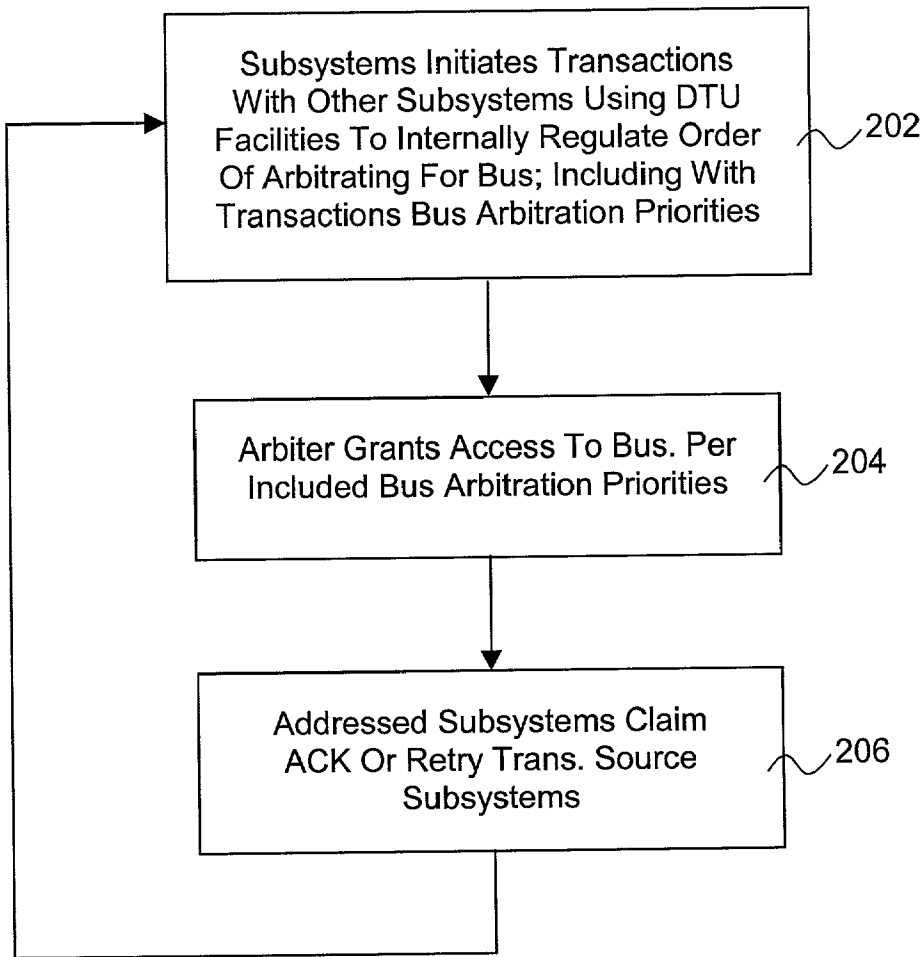 Subsystems Initiates Transactions
With Other Subsystems Using DTU
Facilities To Internally Regulate Order
Of Arbitrating For Bus; Including With
Transactions Bus Arbitration Priorities
202
Arbiter Grants Access To Bus. Per
Included Bus Arbitration Priorities
204
Addressed Subsystems Claim
ACK Or Retry Trans. Source
Subsystems
206